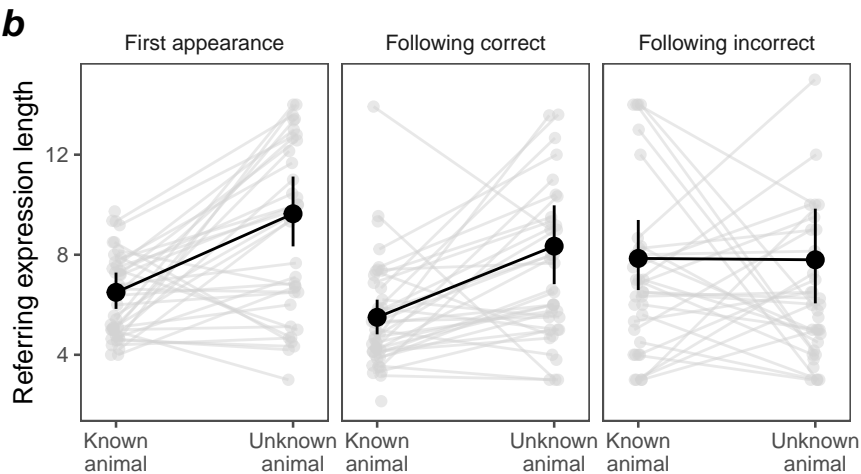 b
First appearance
Following correct
Following incorrect
Referring expression length
12
8
4
Known animal
Unknown animal
Known animal
Unknown animal
Known animal
Unknown animal